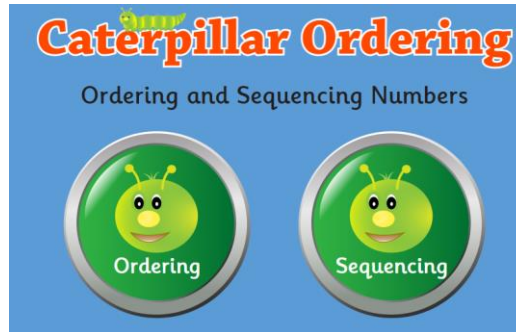 Caterpillar Ordering
Ordering and Sequencing Numbers
Ordering
Sequencing